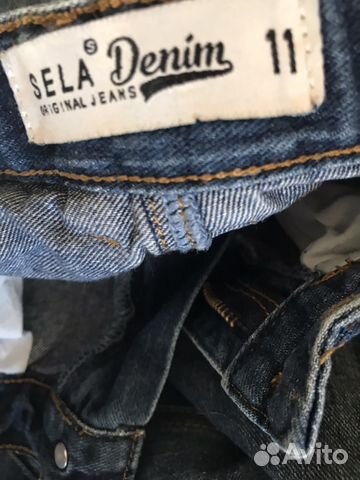 SELA S Denim 11
ORIGINAL JEANS
Avito